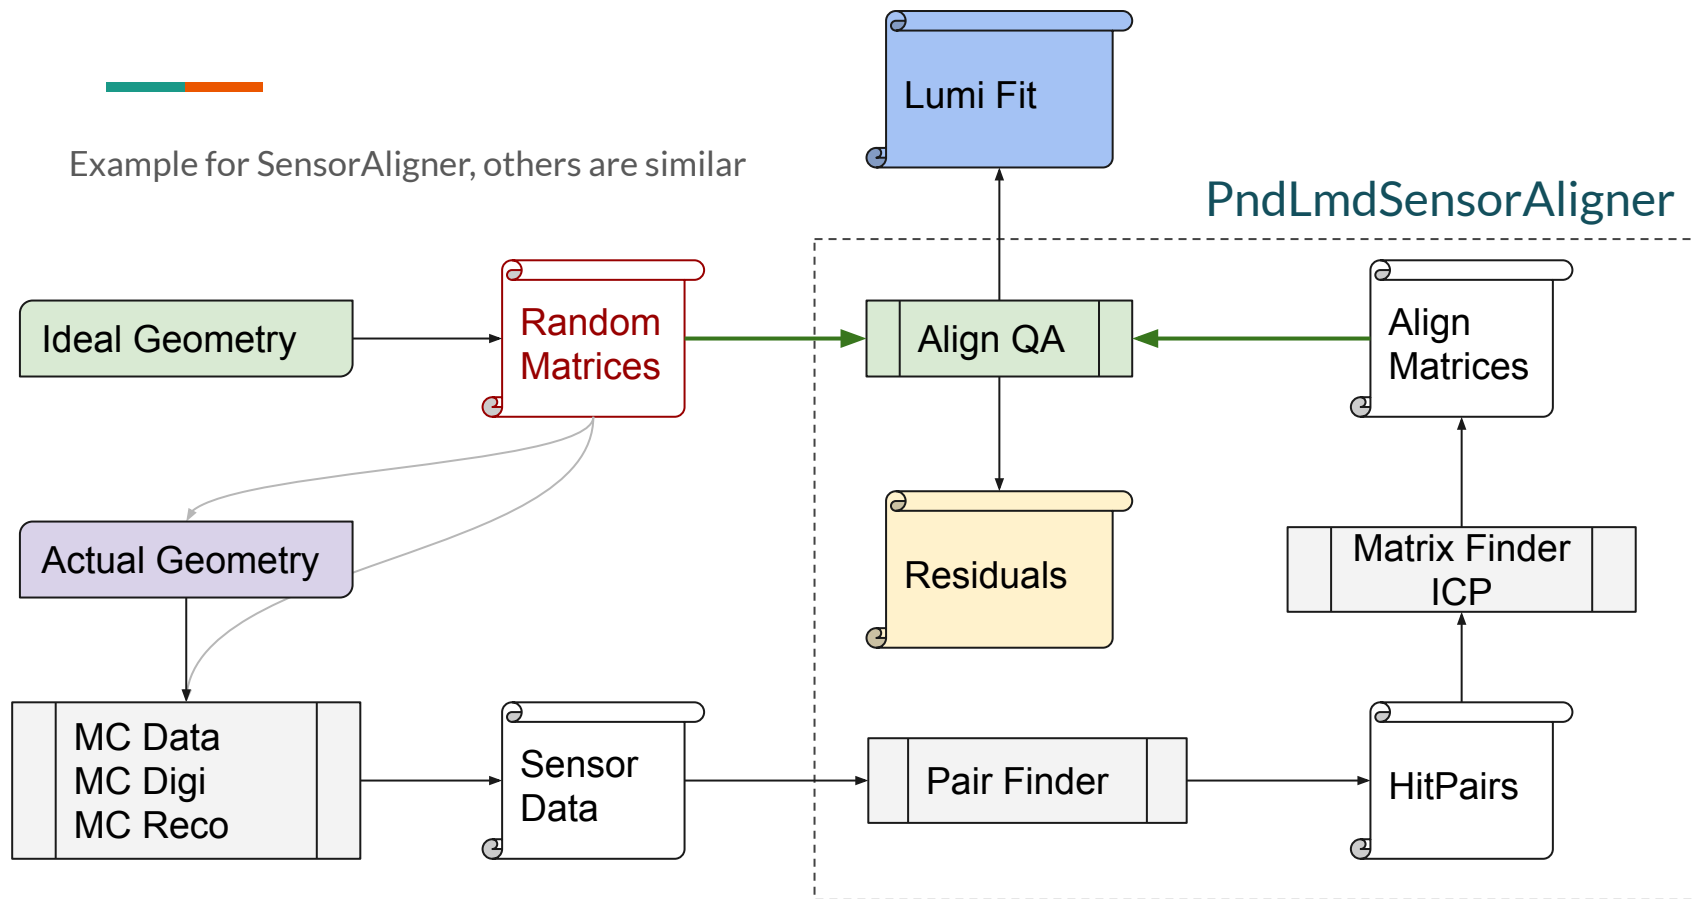 Lumi Fit
Example for SensorAligner, others are similar
PndLmdSensorAligner
Ideal Geometry
Random
Matrices
Align QA
Align
Matrices
Actual Geometry
Residuals
Matrix Finder
ICP
MC Data
MC Digi
MC Reco
Sensor
Data
Pair Finder
HitPairs